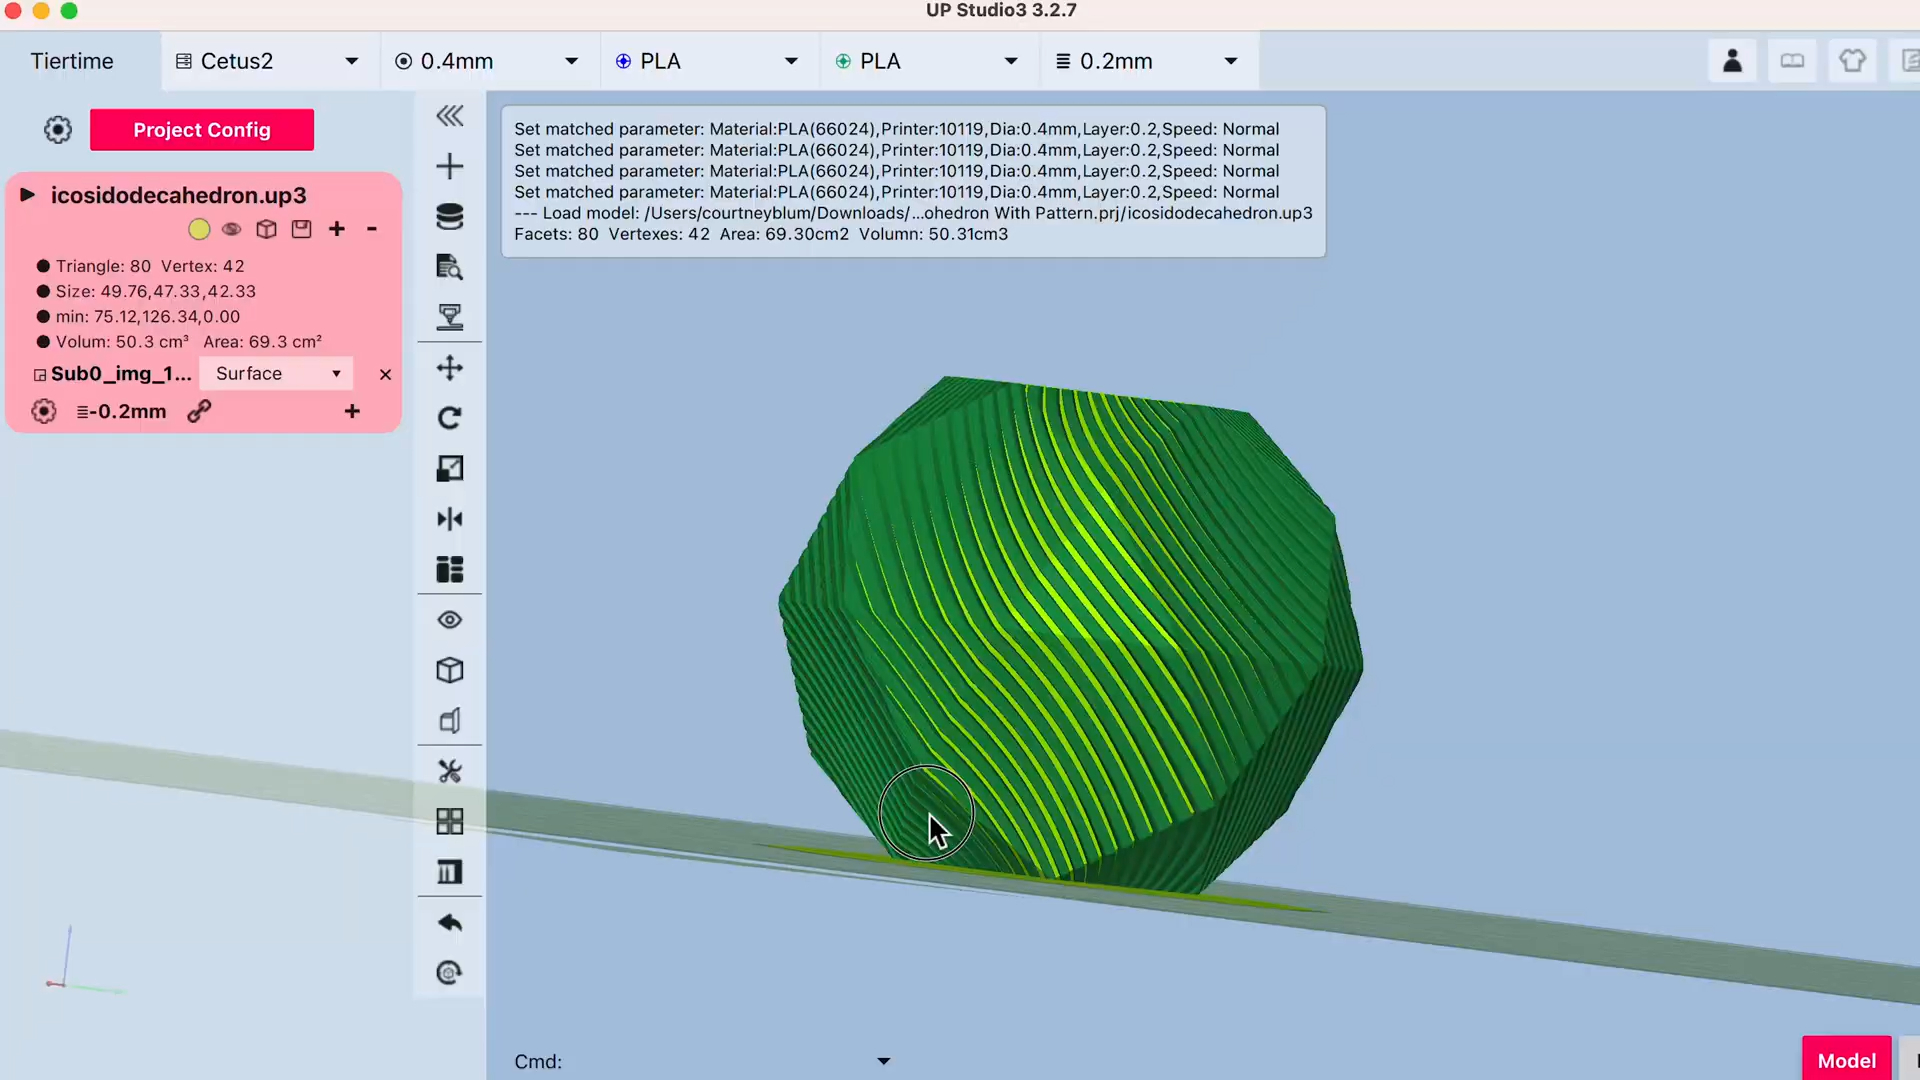 UP Studio3 3.2.7
Tiertime
Cetus2
0.4mm
PLA
PLA
0.2mm
Project Config
icosidodecahedron.up3
Triangle: 80 Vertex: 42
Size: 49.76,47.33,42.33
min: 75.12,126.34,0.00
Volum: 50.3 cm³ Area: 69.3 cm²
Sub0_img_1...
Surface
-0.2mm
Set matched parameter: Material:PLA(66024),Printer:10119,Dia:0.4mm,Layer:0.2,Speed: Normal
Set matched parameter: Material:PLA(66024),Printer:10119,Dia:0.4mm,Layer:0.2,Speed: Normal
Set matched parameter: Material:PLA(66024),Printer:10119,Dia:0.4mm,Layer:0.2,Speed: Normal
Set matched parameter: Material:PLA(66024),Printer:10119,Dia:0.4mm,Layer:0.2,Speed: Normal
--- Load model: /Users/courtneyblum/Downloads/...ohedron With Pattern.prj/icosidodecahedron.up3
Facets: 80 Vertexes: 42 Area: 69.30cm2 Volumn: 50.31cm3
Cmd:
Model